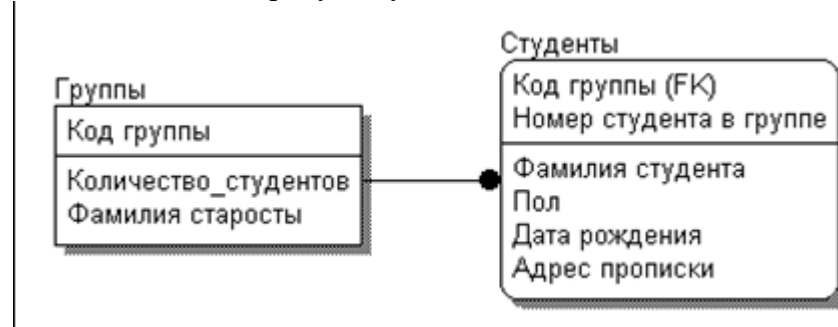 Группы
Код группы
Количество_студентов
Фамилия старосты
Студенты
Код группы (FK)
Номер студента в группе
Фамилия студента
Пол
Дата рождения
Адрес прописки